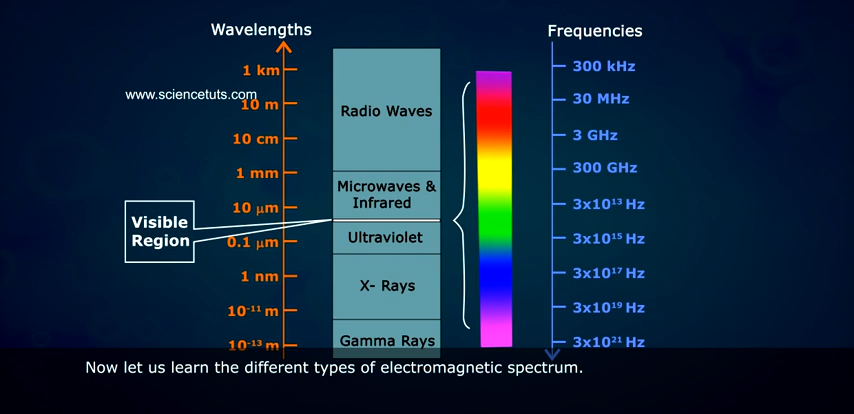 Wavelengths
Frequencies
1 km
300 kHz
www.sciencetuts.com
10 m
30 MHz
Radio Waves
10 cm
3 GHz
1 mm
300 GHz
Microwaves &
Infrared
10 μm
3x10¹³ Hz
Visible
Region
0.1 μm
Ultraviolet
3x10¹⁵ Hz
1 nm
X- Rays
3x10¹⁷ Hz
10⁻¹¹ m
3x10¹⁹ Hz
10⁻¹³ m
Gamma Rays
3x10²¹ Hz
Now let us learn the different types of electromagnetic spectrum.